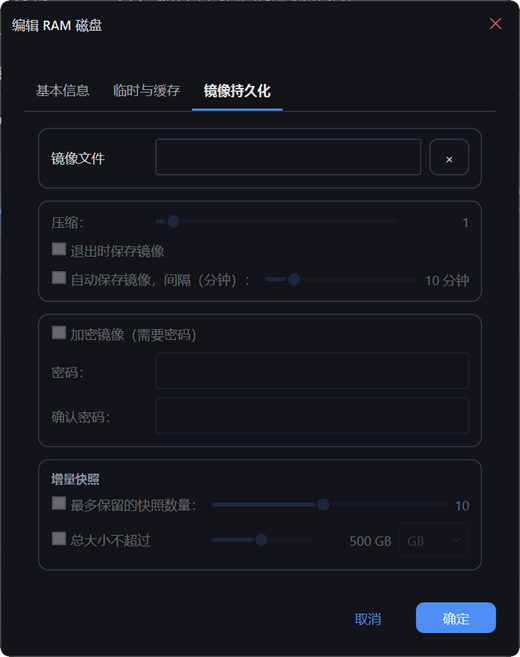 编辑 RAM 磁盘
基本信息 临时与缓存 镜像持久化
镜像文件 ×
压缩： 1
退出时保存镜像
自动保存镜像，间隔（分钟）： 10 分钟
加密镜像（需要密码）
密码：
确认密码：
增量快照
最多保留的快照数量： 10
总大小不超过 500 GB GB
取消 确定